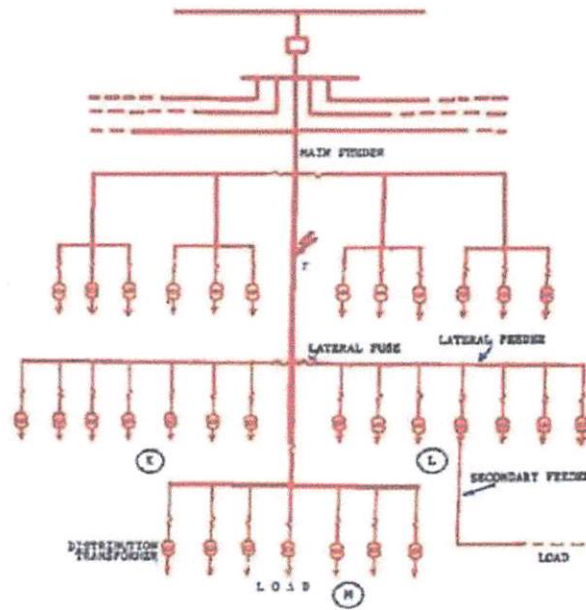 MAIN FEEDER
F
LATERAL FUSE
LATERAL FEEDER
K
L
SECONDARY FEEDER
DISTRIBUTION
TRANSFORMER
LOAD
LOAD
M